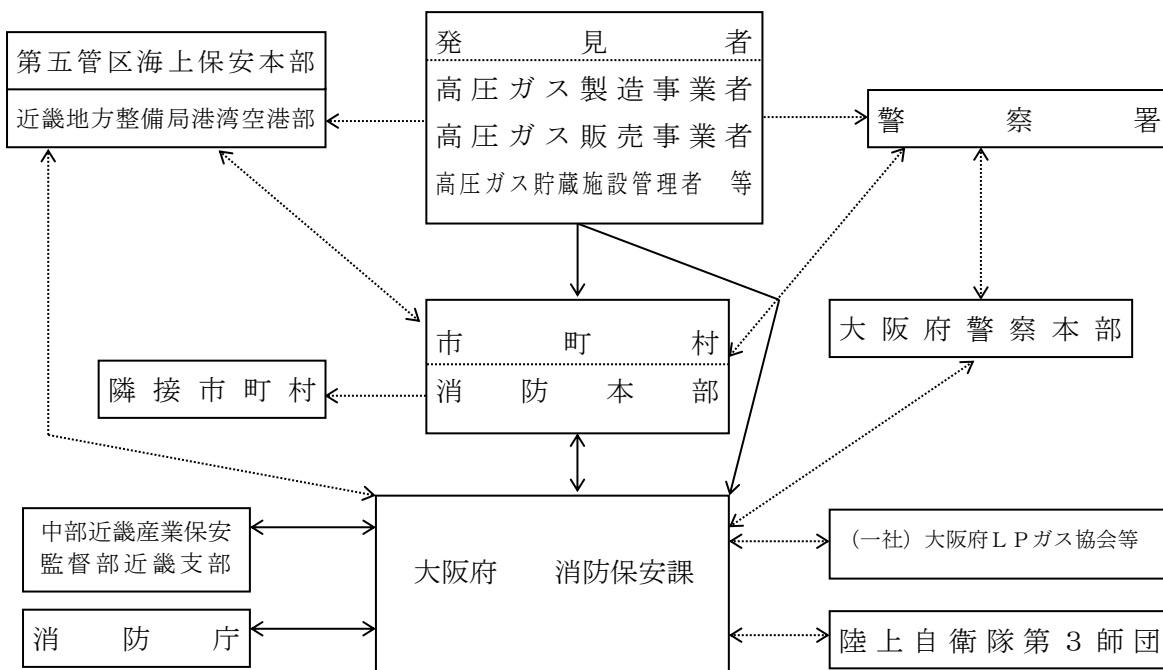 発見者
高圧ガス製造事業者
高圧ガス販売事業者
高圧ガス貯蔵施設管理者　等
第五管区海上保安本部
近畿地方整備局港湾空港部
警察署
市町村
消防本部
大阪府警察本部
隣接市町村
中部近畿産業保安
監督部近畿支部
大阪府　消防保安課
（一社）大阪府ＬＰガス協会等
消防庁
陸上自衛隊第３師団